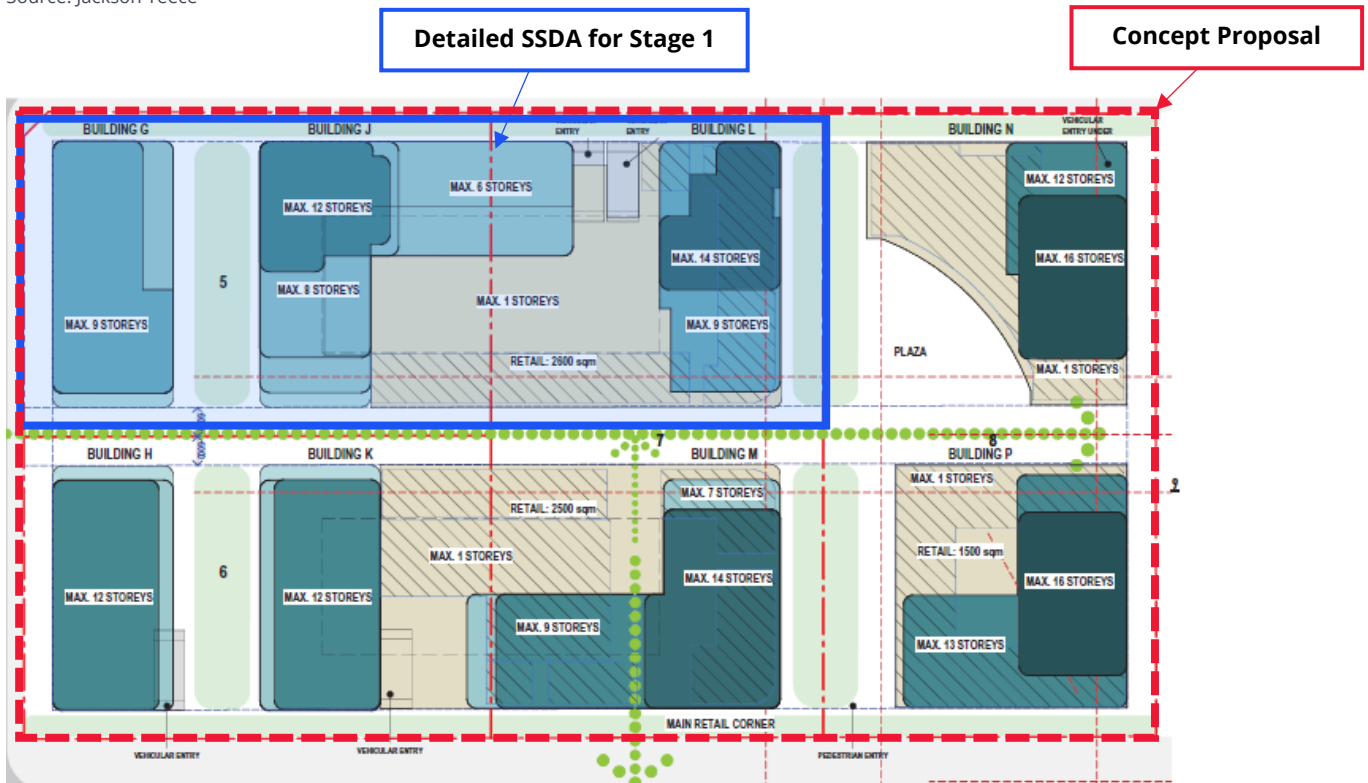 Detailed SSDA for Stage 1
Concept Proposal
BUILDING G
BUILDING J
ENTRY
ENTRY
BUILDING L
BUILDING N
VEHICULAR
ENTRY UNDER
MAX. 6 STOREYS
MAX. 12 STOREYS
MAX. 12 STOREYS
MAX. 14 STOREYS
MAX. 16 STOREYS
5
MAX. 8 STOREYS
MAX. 1 STOREYS
MAX. 9 STOREYS
MAX. 9 STOREYS
PLAZA
RETAIL: 2600 sqm
MAX. 1 STOREYS
7
8
BUILDING H
BUILDING K
BUILDING M
BUILDING P
MAX. 1 STOREYS
MAX. 7 STOREYS
RETAIL: 2500 sqm
MAX. 1 STOREYS
RETAIL: 1500 sqm
6
MAX. 14 STOREYS
MAX. 16 STOREYS
MAX. 12 STOREYS
MAX. 12 STOREYS
MAX. 9 STOREYS
MAX. 13 STOREYS
MAIN RETAIL CORNER
VEHICULAR ENTRY
VEHICULAR ENTRY
PEDESTRIAN ENTRY